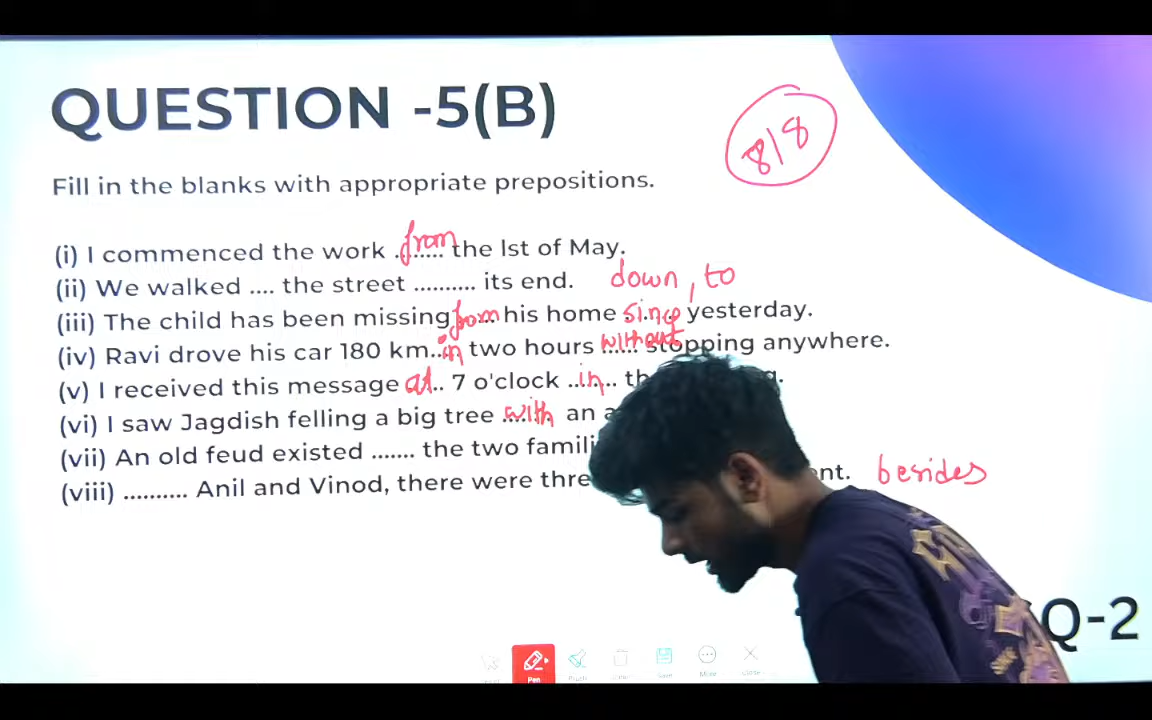 QUESTION -5(B)
8/8
Fill in the blanks with appropriate prepositions.
(i) I commenced the work ........ from the Ist of May.
(ii) We walked .... the street .......... its end. down, to
(iii) The child has been missing from his home since yesterday.
(iv) Ravi drove his car 180 km... in two hours ...... without stopping anywhere.
(v) I received this message at.. 7 o'clock ...in...
(vi) I saw Jagdish felling a big tree ....... with an
(vii) An old feud existed ....... the two
(viii) .......... Anil and Vinod, there were besides
Q-2
Pen